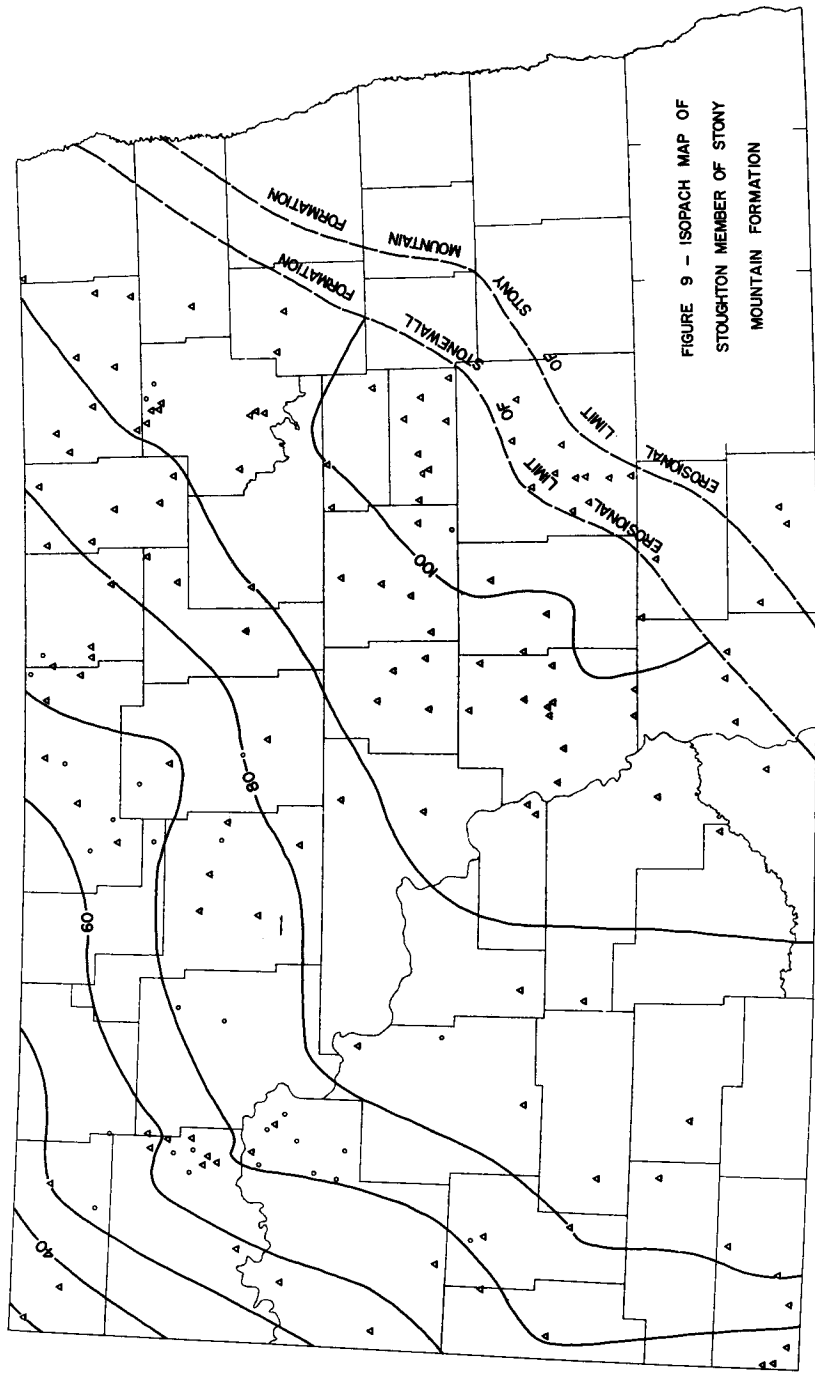 FIGURE 9 – ISOPACH MAP OF
STOUGHTON MEMBER OF STONY
MOUNTAIN FORMATION
40
60
80
100
EROSIONAL LIMIT OF STONEWALL FORMATION
EROSIONAL LIMIT OF STONY MOUNTAIN FORMATION